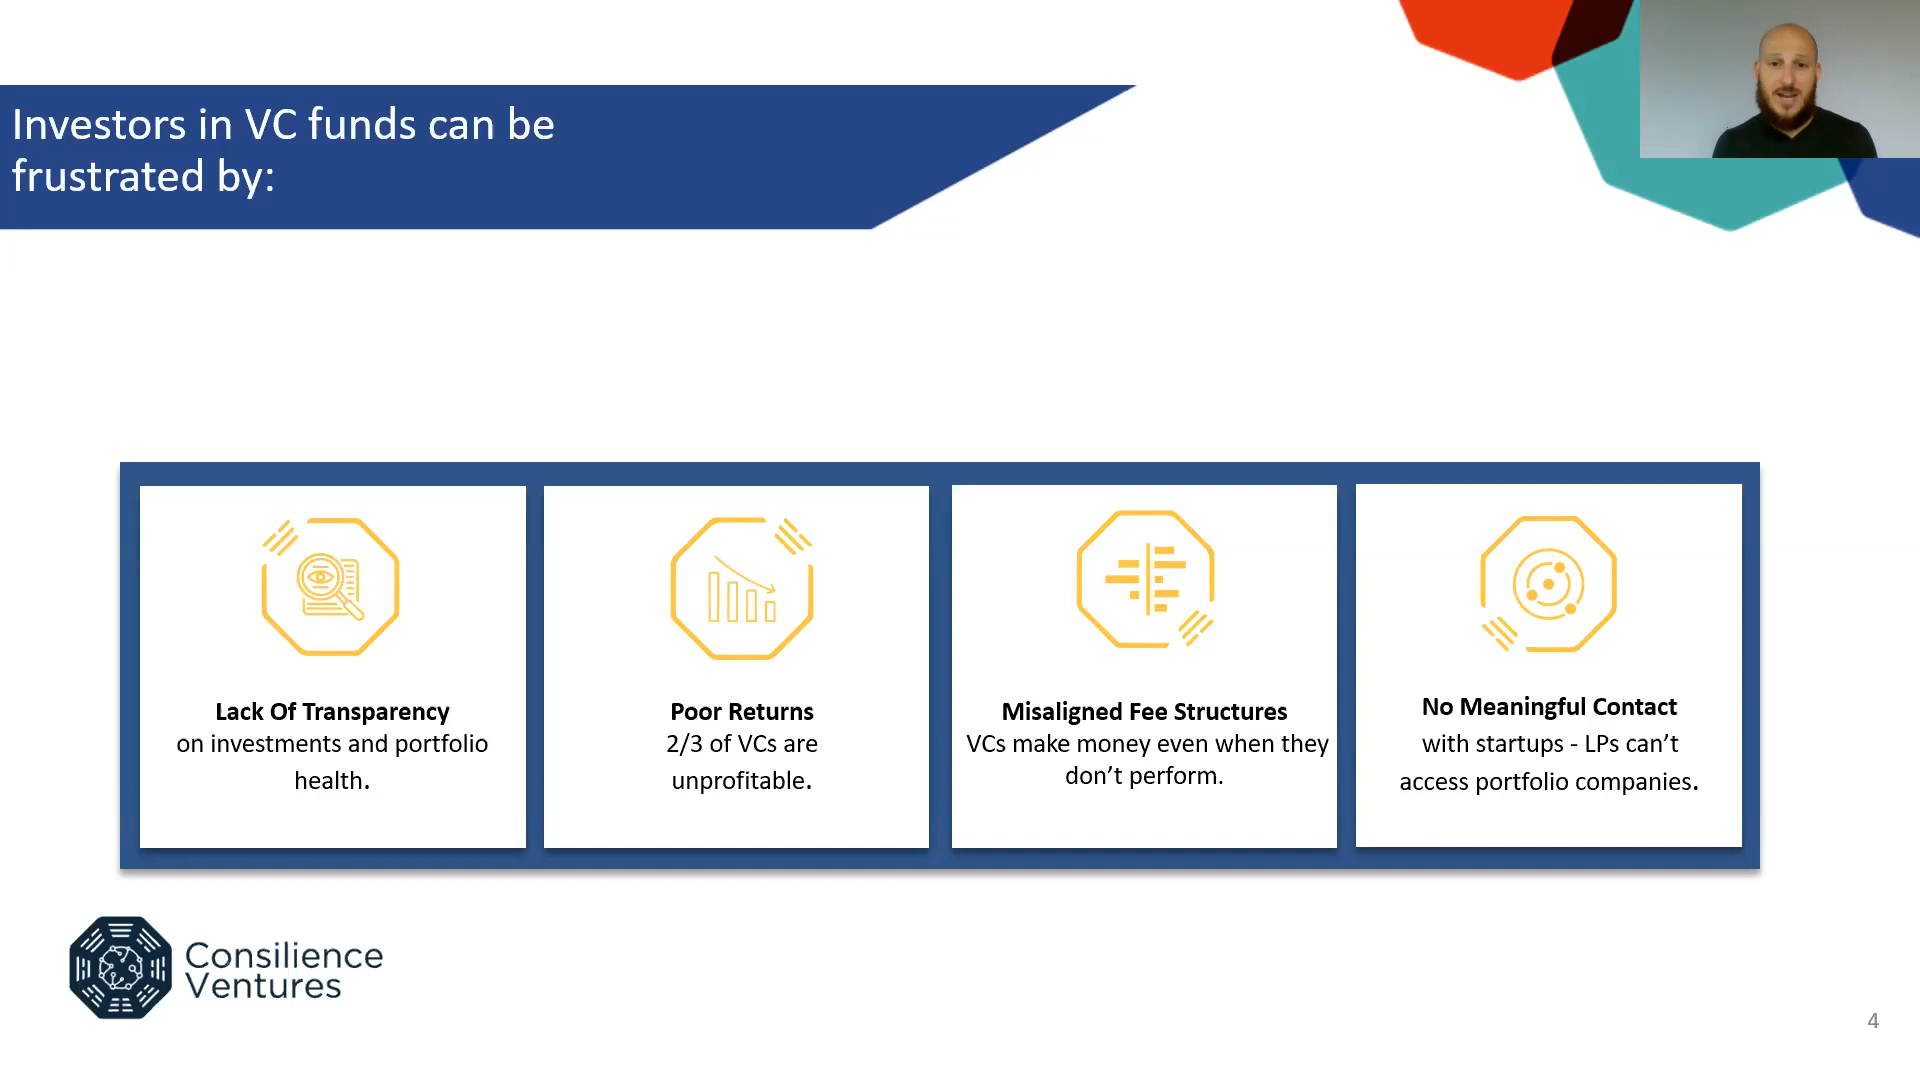 Investors in VC funds can be
frustrated by:
Lack Of Transparency
on investments and portfolio
health.
Poor Returns
2/3 of VCs are
unprofitable.
Misaligned Fee Structures
VCs make money even when they
don’t perform.
No Meaningful Contact
with startups - LPs can’t
access portfolio companies.
Consilience
Ventures
4